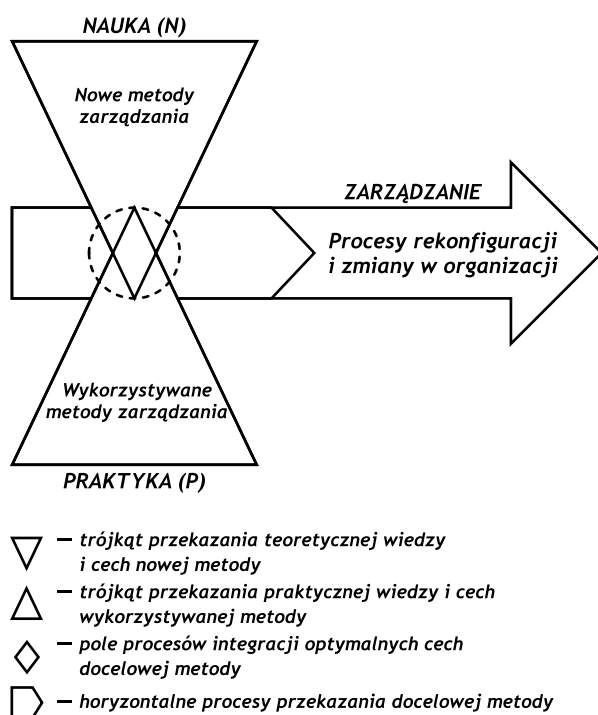 NAUKA (N)
Nowe metody
zarządzania
ZARZĄDZANIE
Procesy rekonfiguracji
i zmiany w organizacji
Wykorzystywane
metody zarządzania
PRAKTYKA (P)
— trójkąt przekazania teoretycznej wiedzy
i cech nowej metody
— trójkąt przekazania praktycznej wiedzy i cech
wykorzystywanej metody
— pole procesów integracji optymalnych cech
docelowej metody
— horyzontalne procesy przekazania docelowej metody